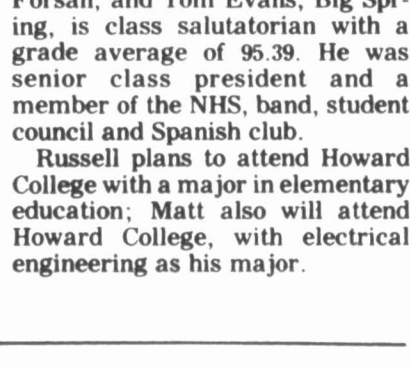 Forsan, and Tom Evans, Big Spr-
ing, is class salutatorian with a
grade average of 95.39. He was
senior class president and a
member of the NHS, band, student
council and Spanish club.
Russell plans to attend Howard
College with a major in elementary
education; Matt also will attend
Howard College, with electrical
engineering as his major.